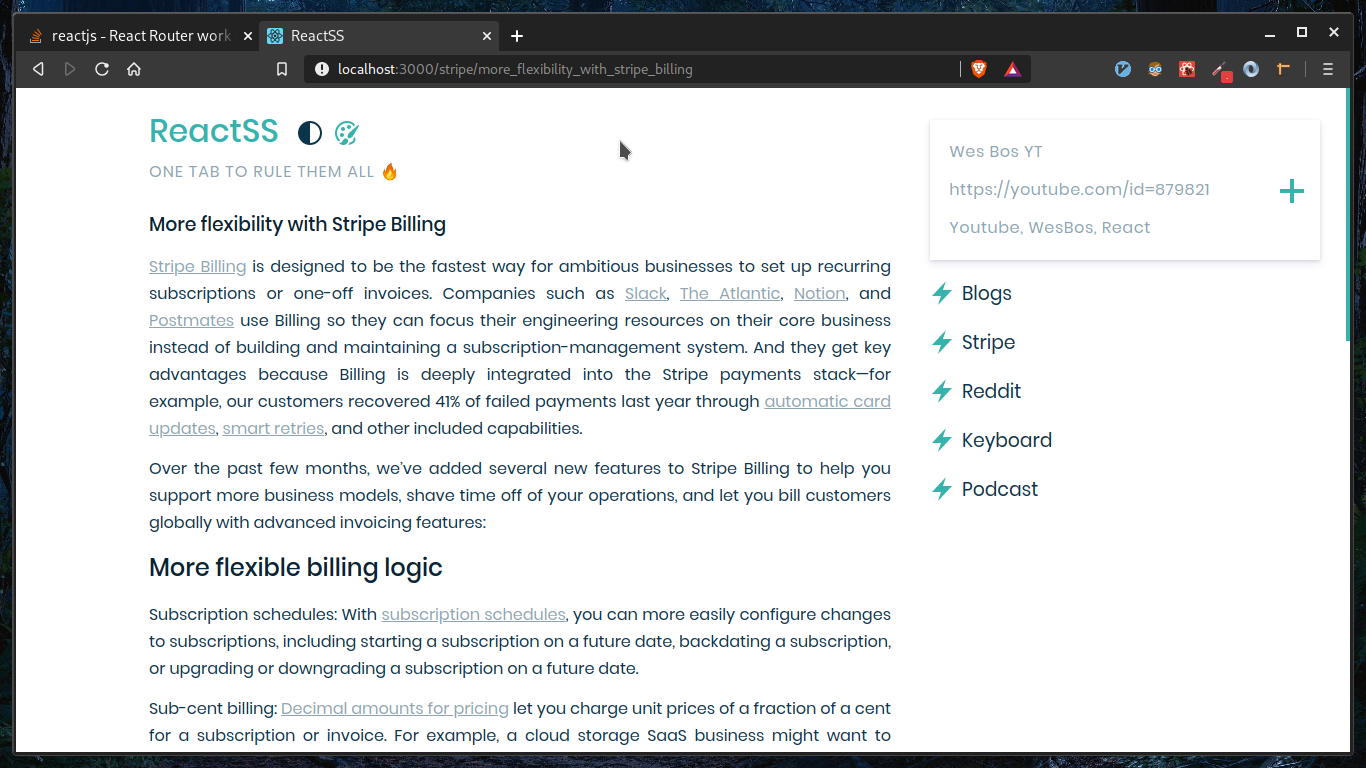 reactjs - React Router work
ReactSS
localhost:3000/stripe/more_flexibility_with_stripe_billing
ReactSS
ONE TAB TO RULE THEM ALL 🔥
More flexibility with Stripe Billing
Stripe Billing is designed to be the fastest way for ambitious businesses to set up recurring
subscriptions or one-off invoices. Companies such as Slack, The Atlantic, Notion, and
Postmates use Billing so they can focus their engineering resources on their core business
instead of building and maintaining a subscription-management system. And they get key
advantages because Billing is deeply integrated into the Stripe payments stack—for
example, our customers recovered 41% of failed payments last year through automatic card
updates, smart retries, and other included capabilities.
Over the past few months, we’ve added several new features to Stripe Billing to help you
support more business models, shave time off of your operations, and let you bill customers
globally with advanced invoicing features:
More flexible billing logic
Subscription schedules: With subscription schedules, you can more easily configure changes
to subscriptions, including starting a subscription on a future date, backdating a subscription,
or upgrading or downgrading a subscription on a future date.
Sub-cent billing: Decimal amounts for pricing let you charge unit prices of a fraction of a cent
for a subscription or invoice. For example, a cloud storage SaaS business might want to
Wes Bos YT
https://youtube.com/id=879821
Youtube, WesBos, React
Blogs
Stripe
Reddit
Keyboard
Podcast